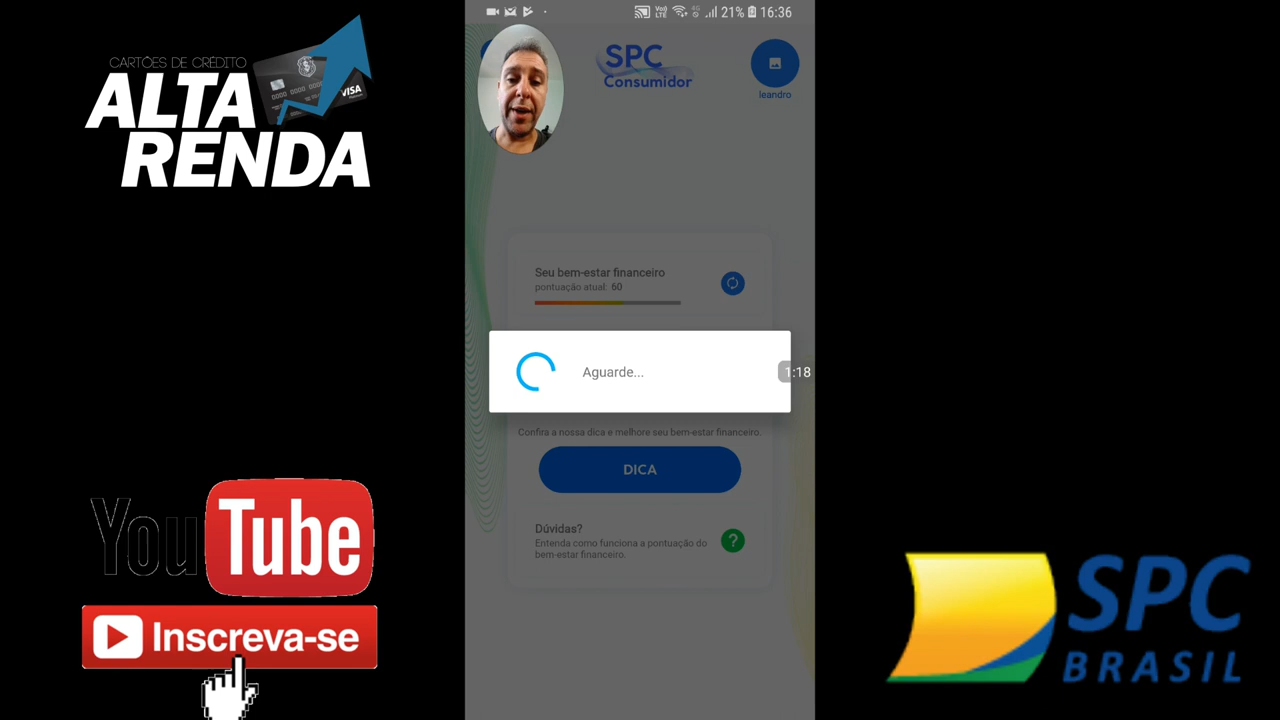 CARTÕES DE CRÉDITO
ALTA
RENDA
VISA
YouTube
Inscreva-se
21% 16:36
SPC
Consumidor
leandro
Seu bem-estar financeiro
pontuação atual: 60
Aguarde...
1:18
Confira a nossa dica e melhore seu bem-estar financeiro.
DICA
Dúvidas?
Entenda como funciona a pontuação do
bem-estar financeiro.
?
SPC
BRASIL